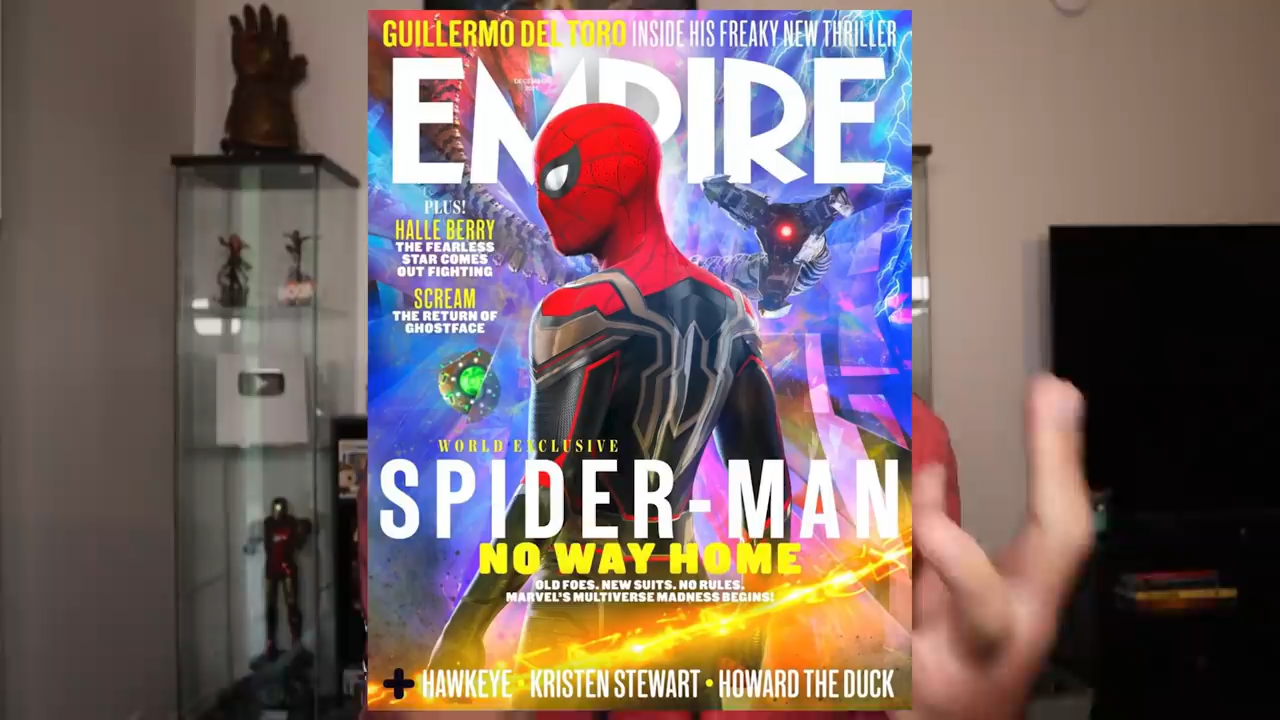 GUILLERMO DEL TORO INSIDE HIS FREAKY NEW THRILLER
EMPIRE
DECEMBER
2021
PLUS!
HALLE BERRY
THE FEARLESS
STAR COMES
OUT FIGHTING
SCREAM
THE RETURN OF
GHOSTFACE
WORLD EXCLUSIVE
SPIDER-MAN
NO WAY HOME
OLD FOES. NEW SUITS. NO RULES.
MARVEL'S MULTIVERSE MADNESS BEGINS!
+ HAWKEYE • KRISTEN STEWART • HOWARD THE DUCK